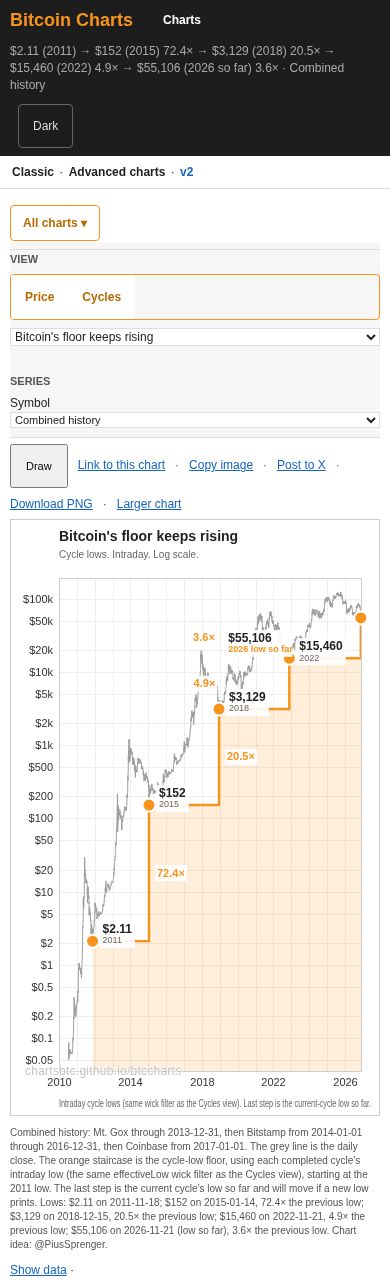 Bitcoin Charts Charts
$2.11 (2011) → $152 (2015) 72.4× → $3,129 (2018) 20.5× →
$15,460 (2022) 4.9× → $55,106 (2026 so far) 3.6× · Combined
history
Dark
Classic · Advanced charts · v2
All charts ▾
VIEW
Price Cycles
Bitcoin's floor keeps rising
SERIES
Symbol
Combined history
Draw Link to this chart · Copy image · Post to X ·
Download PNG · Larger chart
Bitcoin's floor keeps rising
Cycle lows. Intraday. Log scale.
$100k
$50k
$20k
$10k
$5k
$2k
$1k
$500
$200
$100
$50
$20
$10
$5
$2
$1
$0.5
$0.2
$0.1
$0.05
3.6×
$55,106
2026 low so far
$15,460
2022
4.9×
$3,129
2018
20.5×
$152
2015
72.4×
$2.11
2011
chartsbtc.github.io/btccharts
2010 2014 2018 2022 2026
Intraday cycle lows (same wick filter as the Cycles view). Last step is the current-cycle low so far.
Combined history: Mt. Gox through 2013-12-31, then Bitstamp from 2014-01-01
through 2016-12-31, then Coinbase from 2017-01-01. The grey line is the daily
close. The orange staircase is the cycle-low floor, using each completed cycle's
intraday low (the same effectiveLow wick filter as the Cycles view), starting at the
2011 low. The last step is the current cycle's low so far and will move if a new low
prints. Lows: $2.11 on 2011-11-18; $152 on 2015-01-14, 72.4× the previous low;
$3,129 on 2018-12-15, 20.5× the previous low; $15,460 on 2022-11-21, 4.9× the
previous low; $55,106 on 2026-11-21 (low so far), 3.6× the previous low. Chart
idea: @PiusSprenger.
Show data ·